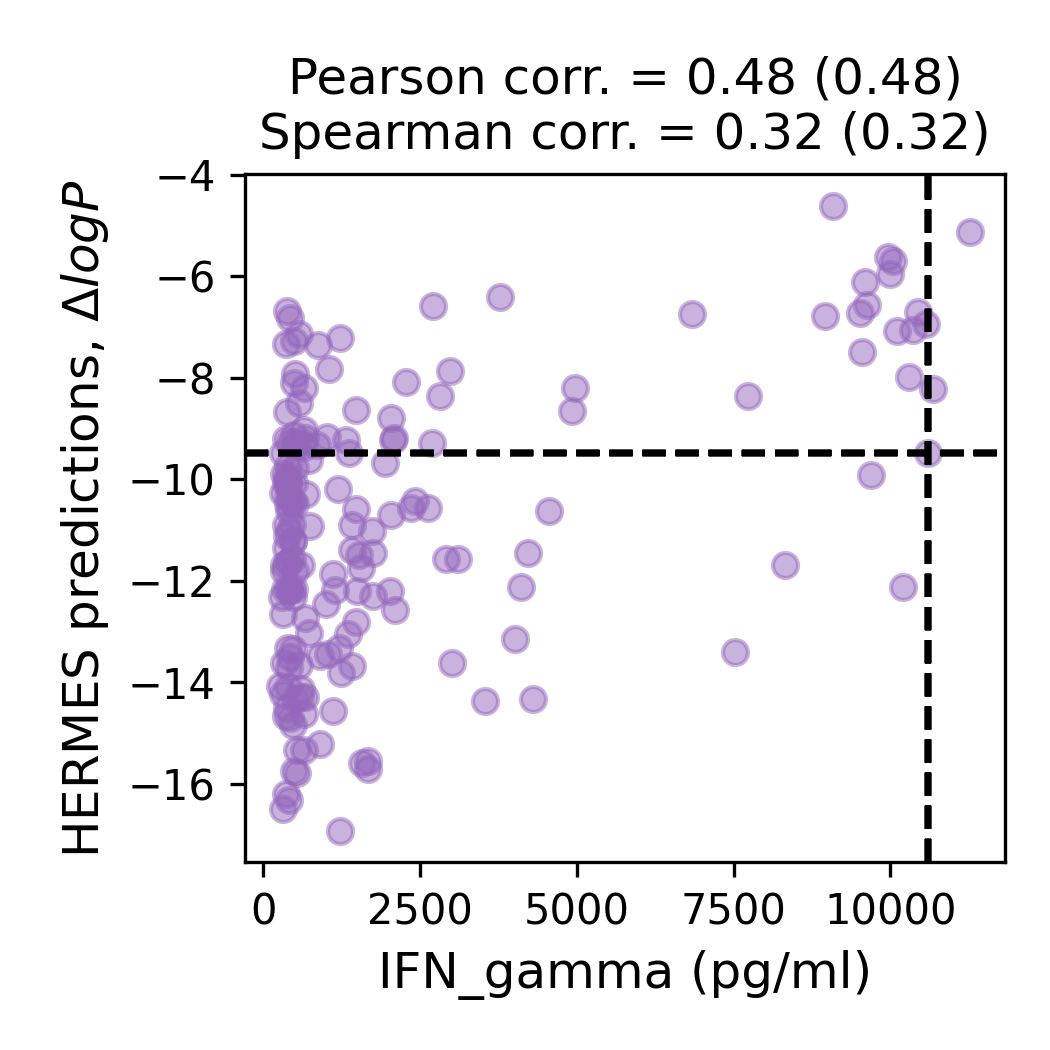 Pearson corr. = 0.48 (0.48)
Spearman corr. = 0.32 (0.32)
HERMES predictions, ΔlogP
−4
−6
−8
−10
−12
−14
−16
0 2500 5000 7500 10000
IFN_gamma (pg/ml)